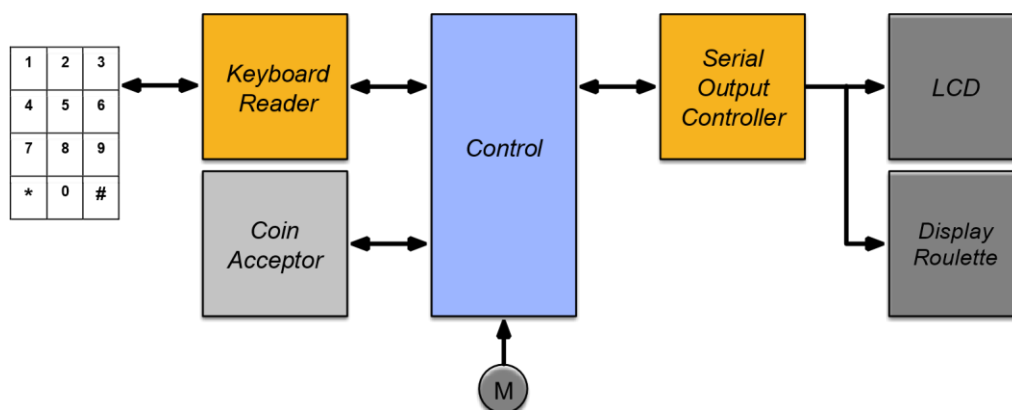 1 2 3
4 5 6
7 8 9
* 0 #
Keyboard
Reader
Coin
Acceptor
Control
M
Serial
Output
Controller
LCD
Display
Roulette